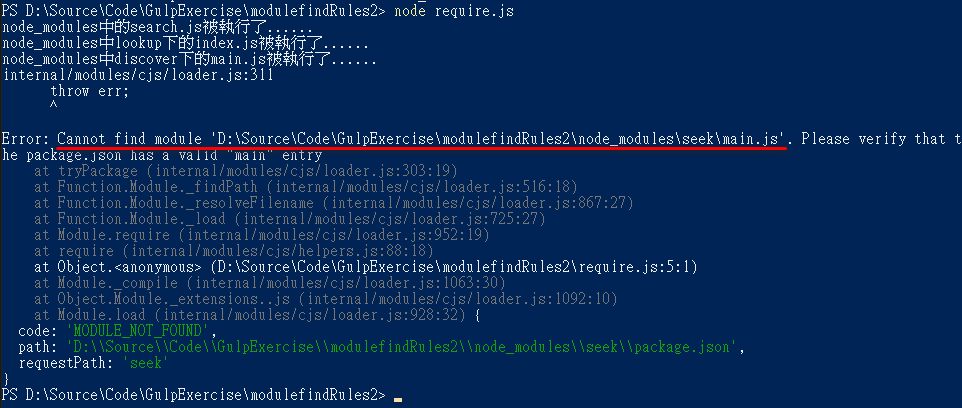 PS D:\Source\Code\GulpExercise\modulefindRules2> node require.js
node_modules中的search.js被執行了......
node_modules中lookup下的index.js被執行了......
node_modules中discover下的main.js被執行了......
internal/modules/cjs/loader.js:311
      throw err;
      ^
Error: Cannot find module 'D:\Source\Code\GulpExercise\modulefindRules2\node_modules\seek\main.js'. Please verify that t
he package.json has a valid "main" entry
    at tryPackage (internal/modules/cjs/loader.js:303:19)
    at Function.Module._findPath (internal/modules/cjs/loader.js:516:18)
    at Function.Module._resolveFilename (internal/modules/cjs/loader.js:867:27)
    at Function.Module._load (internal/modules/cjs/loader.js:725:27)
    at Module.require (internal/modules/cjs/loader.js:952:19)
    at require (internal/modules/cjs/helpers.js:88:18)
    at Object.<anonymous> (D:\Source\Code\GulpExercise\modulefindRules2\require.js:5:1)
    at Module._compile (internal/modules/cjs/loader.js:1063:30)
    at Object.Module._extensions..js (internal/modules/cjs/loader.js:1092:10)
    at Module.load (internal/modules/cjs/loader.js:928:32) {
  code: 'MODULE_NOT_FOUND',
  path: 'D:\\Source\\Code\\GulpExercise\\modulefindRules2\\node_modules\\seek\\package.json',
  requestPath: 'seek'
}
PS D:\Source\Code\GulpExercise\modulefindRules2>